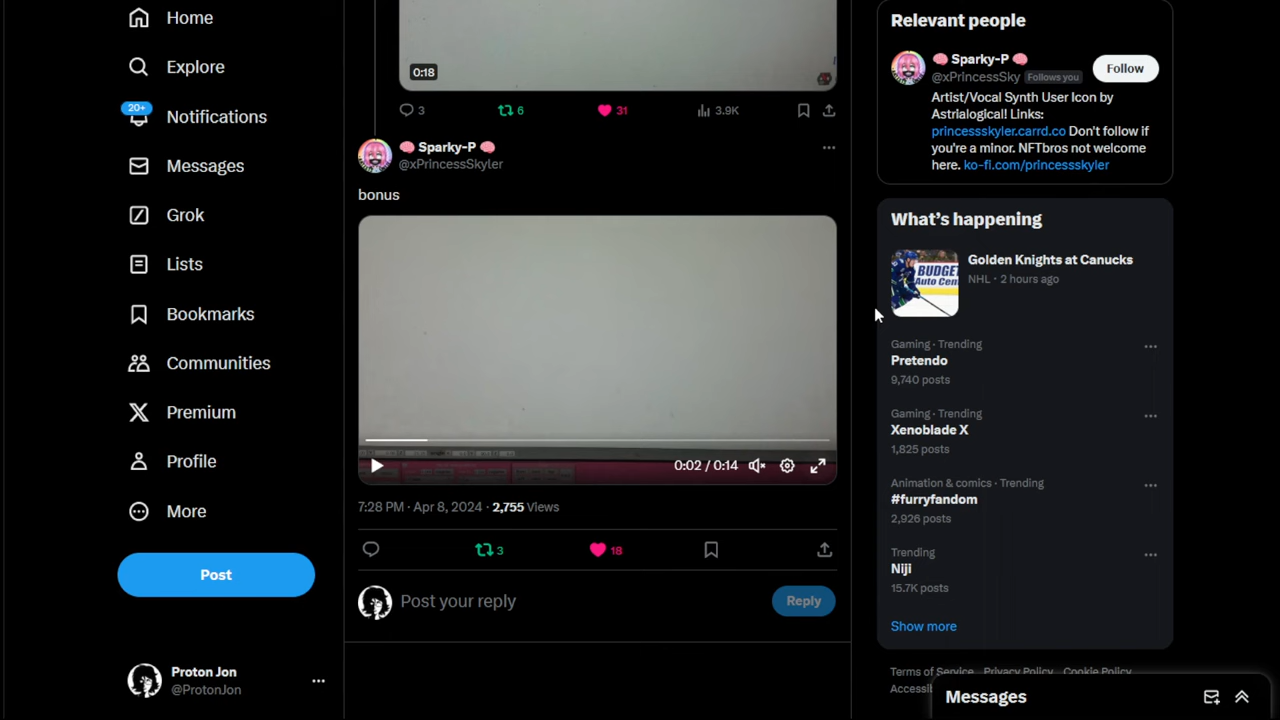 Home
Explore
20+
Notifications
Messages
Grok
Lists
Bookmarks
Communities
Premium
Profile
More
Post
Proton Jon
@ProtonJon
0:18
3
6
31
3.9K
Sparky-P
@xPrincessSkyler
bonus
0:02 / 0:14
7:28 PM · Apr 8, 2024 · 2,755 Views
3
18
Post your reply
Reply
Relevant people
Sparky-P
@xPrincessSky
Follows you
Follow
Artist/Vocal Synth User Icon by
Astrialogical! Links:
princessskyler.carrd.co Don't follow if
you're a minor. NFTbros not welcome
here. ko-fi.com/princessskyler
What's happening
BUDGET
Auto Cen
Golden Knights at Canucks
NHL · 2 hours ago
Gaming · Trending
Pretendo
9,740 posts
Gaming · Trending
Xenoblade X
1,825 posts
Animation & comics · Trending
#furryfandom
2,926 posts
Trending
Niji
15.7K posts
Show more
Terms of Service Privacy Policy Cookie Policy
Accessi
Messages